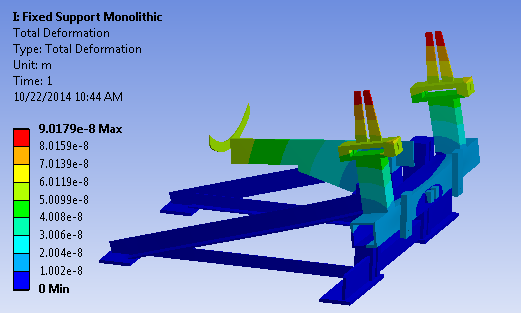 I: Fixed Support Monolithic
Total Deformation
Type: Total Deformation
Unit: m
Time: 1
10/22/2014 10:44 AM
9.0179e-8 Max
8.0159e-8
7.0139e-8
6.0119e-8
5.0099e-8
4.008e-8
3.006e-8
2.004e-8
1.002e-8
0 Min